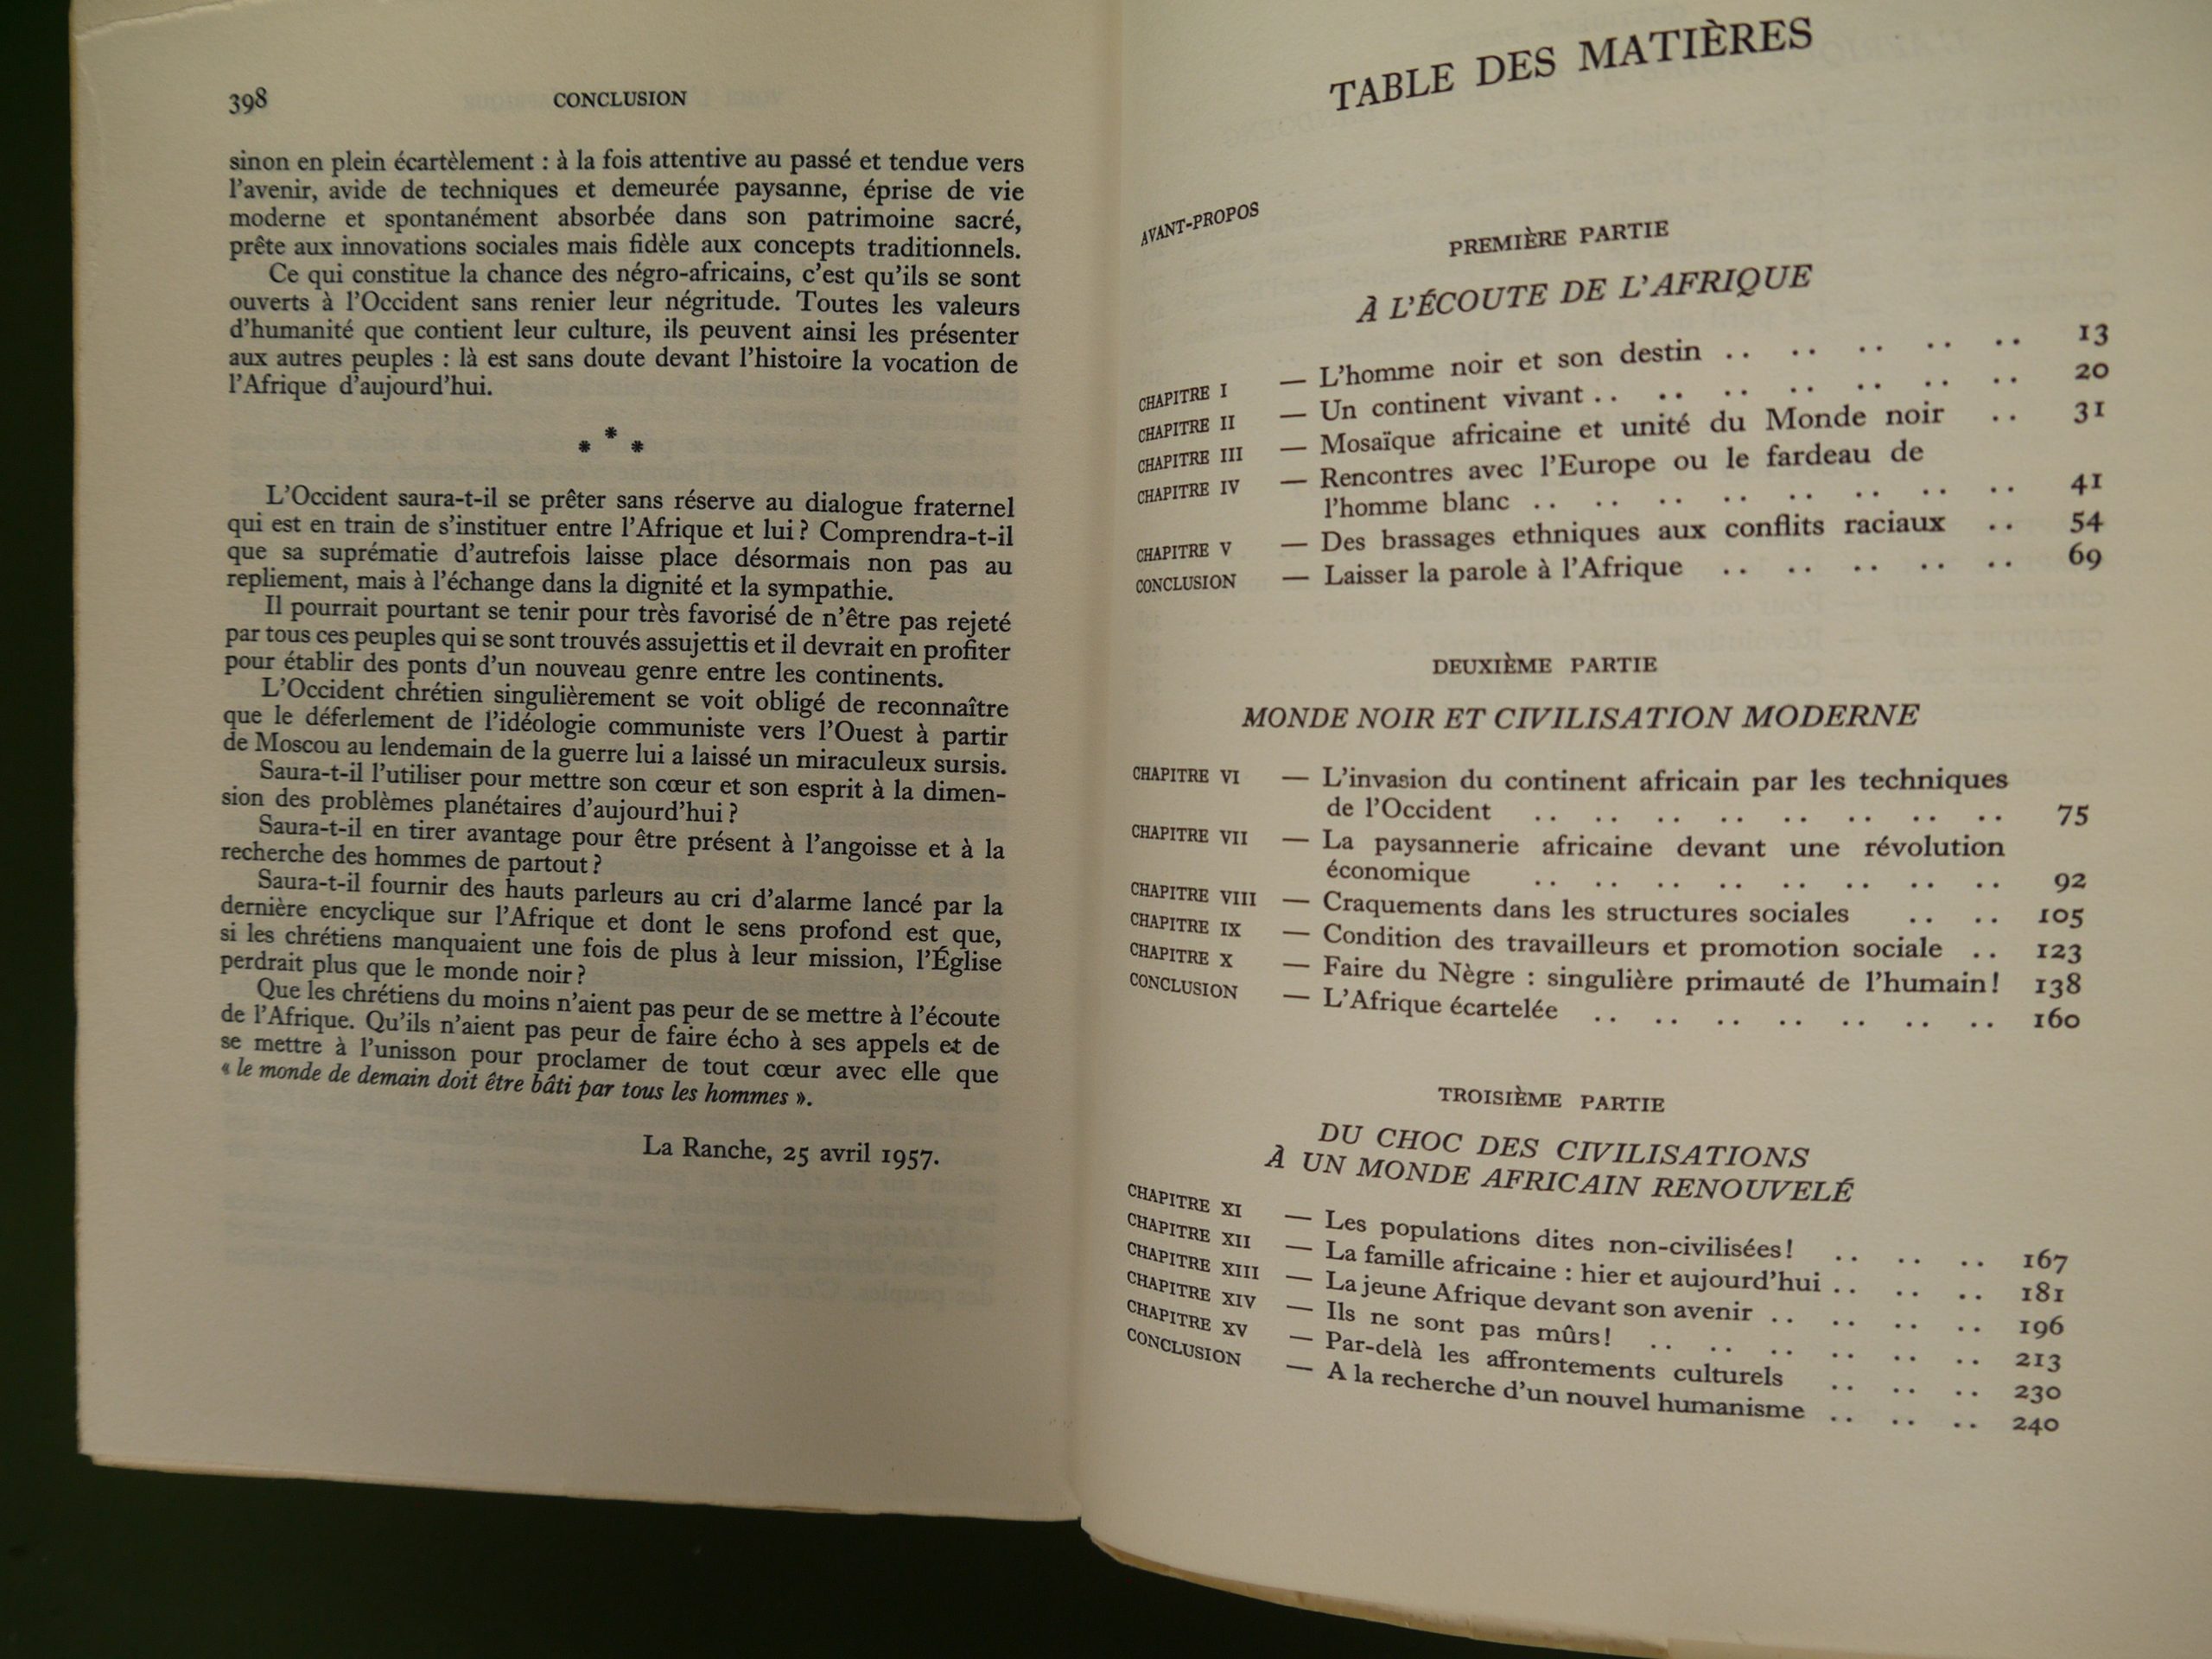 398
CONCLUSION
sinon en plein écartèlement : à la fois attentive au passé et tendue vers
l'avenir, avide de techniques et demeurée paysanne, éprise de vie
moderne et spontanément absorbée dans son patrimoine sacré,
prête aux innovations sociales mais fidèle aux concepts traditionnels.
Ce qui constitue la chance des négro-africains, c'est qu'ils se sont
ouverts à l'Occident sans renier leur négritude. Toutes les valeurs
d'humanité que contient leur culture, ils peuvent ainsi les présenter
aux autres peuples : là est sans doute devant l'histoire la vocation de
l'Afrique d'aujourd'hui.
* * *
L'Occident saura-t-il se prêter sans réserve au dialogue fraternel
qui est en train de s'instituer entre l'Afrique et lui? Comprendra-t-il
que sa suprématie d'autrefois laisse place désormais non pas au
repliement, mais à l'échange dans la dignité et la sympathie.
Il pourrait pourtant se tenir pour très favorisé de n'être pas rejeté
par tous ces peuples qui se sont trouvés assujettis et il devrait en profiter
pour établir des ponts d'un nouveau genre entre les continents.
L'Occident chrétien singulièrement se voit obligé de reconnaître
que le déferlement de l'idéologie communiste vers l'Ouest à partir
de Moscou au lendemain de la guerre lui a laissé un miraculeux sursis.
Saura-t-il l'utiliser pour mettre son cœur et son esprit à la dimen-
sion des problèmes planétaires d'aujourd'hui?
Saura-t-il en tirer avantage pour être présent à l'angoisse et à la
recherche des hommes de partout?
Saura-t-il fournir des hauts parleurs au cri d'alarme lancé par la
dernière encyclique sur l'Afrique et dont le sens profond est que,
si les chrétiens manquaient une fois de plus à leur mission, l'Église
perdrait plus que le monde noir?
Que les chrétiens du moins n'aient pas peur de se mettre à l'écoute
de l'Afrique. Qu'ils n'aient pas peur de faire écho à ses appels et de
se mettre à l'unisson pour proclamer de tout cœur avec elle que
« le monde de demain doit être bâti par tous les hommes ».
La Ranche, 25 avril 1957.
TABLE DES MATIÈRES
AVANT-PROPOS
PREMIÈRE PARTIE
À L'ÉCOUTE DE L'AFRIQUE
CHAPITRE I — L'homme noir et son destin .. .. .. .. .. 13
CHAPITRE II — Un continent vivant .. .. .. .. .. .. .. 20
CHAPITRE III — Mosaïque africaine et unité du Monde noir .. 31
CHAPITRE IV — Rencontres avec l'Europe ou le fardeau de
l'homme blanc .. .. .. .. .. .. .. .. 41
CHAPITRE V — Des brassages ethniques aux conflits raciaux .. 54
CONCLUSION — Laisser la parole à l'Afrique .. .. .. .. .. 69
DEUXIÈME PARTIE
MONDE NOIR ET CIVILISATION MODERNE
CHAPITRE VI — L'invasion du continent africain par les techniques
de l'Occident .. .. .. .. .. .. .. .. 75
CHAPITRE VII — La paysannerie africaine devant une révolution
économique .. .. .. .. .. .. .. .. 92
CHAPITRE VIII — Craquements dans les structures sociales .. .. 105
CHAPITRE IX — Condition des travailleurs et promotion sociale .. 123
CHAPITRE X — Faire du Nègre : singulière primauté de l'humain! 138
CONCLUSION — L'Afrique écartelée .. .. .. .. .. .. .. 160
TROISIÈME PARTIE
DU CHOC DES CIVILISATIONS
À UN MONDE AFRICAIN RENOUVELÉ
CHAPITRE XI — Les populations dites non-civilisées! .. .. .. 167
CHAPITRE XII — La famille africaine : hier et aujourd'hui .. .. .. 181
CHAPITRE XIII — La jeune Afrique devant son avenir .. .. .. .. 196
CHAPITRE XIV — Ils ne sont pas mûrs! .. .. .. .. .. .. 213
CHAPITRE XV — Par-delà les affrontements culturels .. .. .. 230
CONCLUSION — A la recherche d'un nouvel humanisme .. .. .. 240